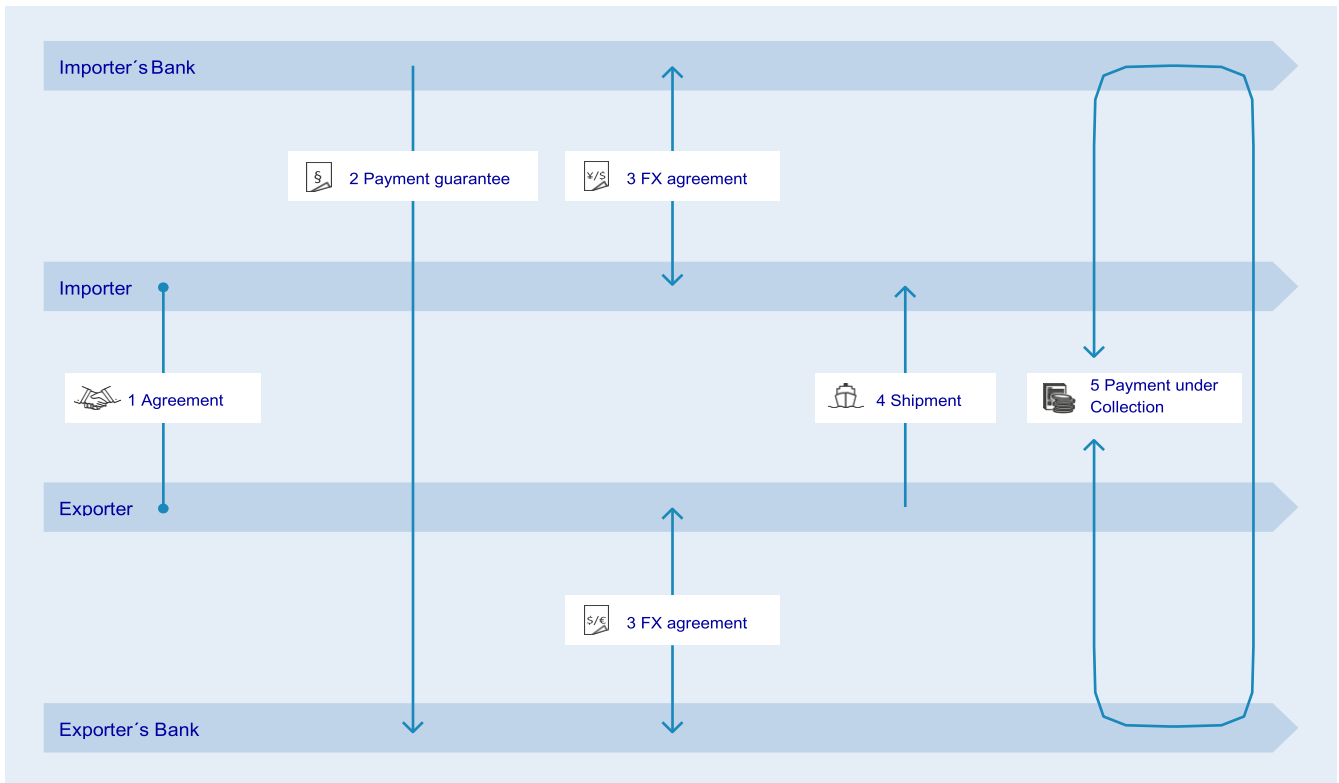 Importer´s Bank
§
2 Payment guarantee
¥/$
3 FX agreement
Importer
1 Agreement
4 Shipment
5 Payment under
Collection
Exporter
$/€
3 FX agreement
Exporter´s Bank